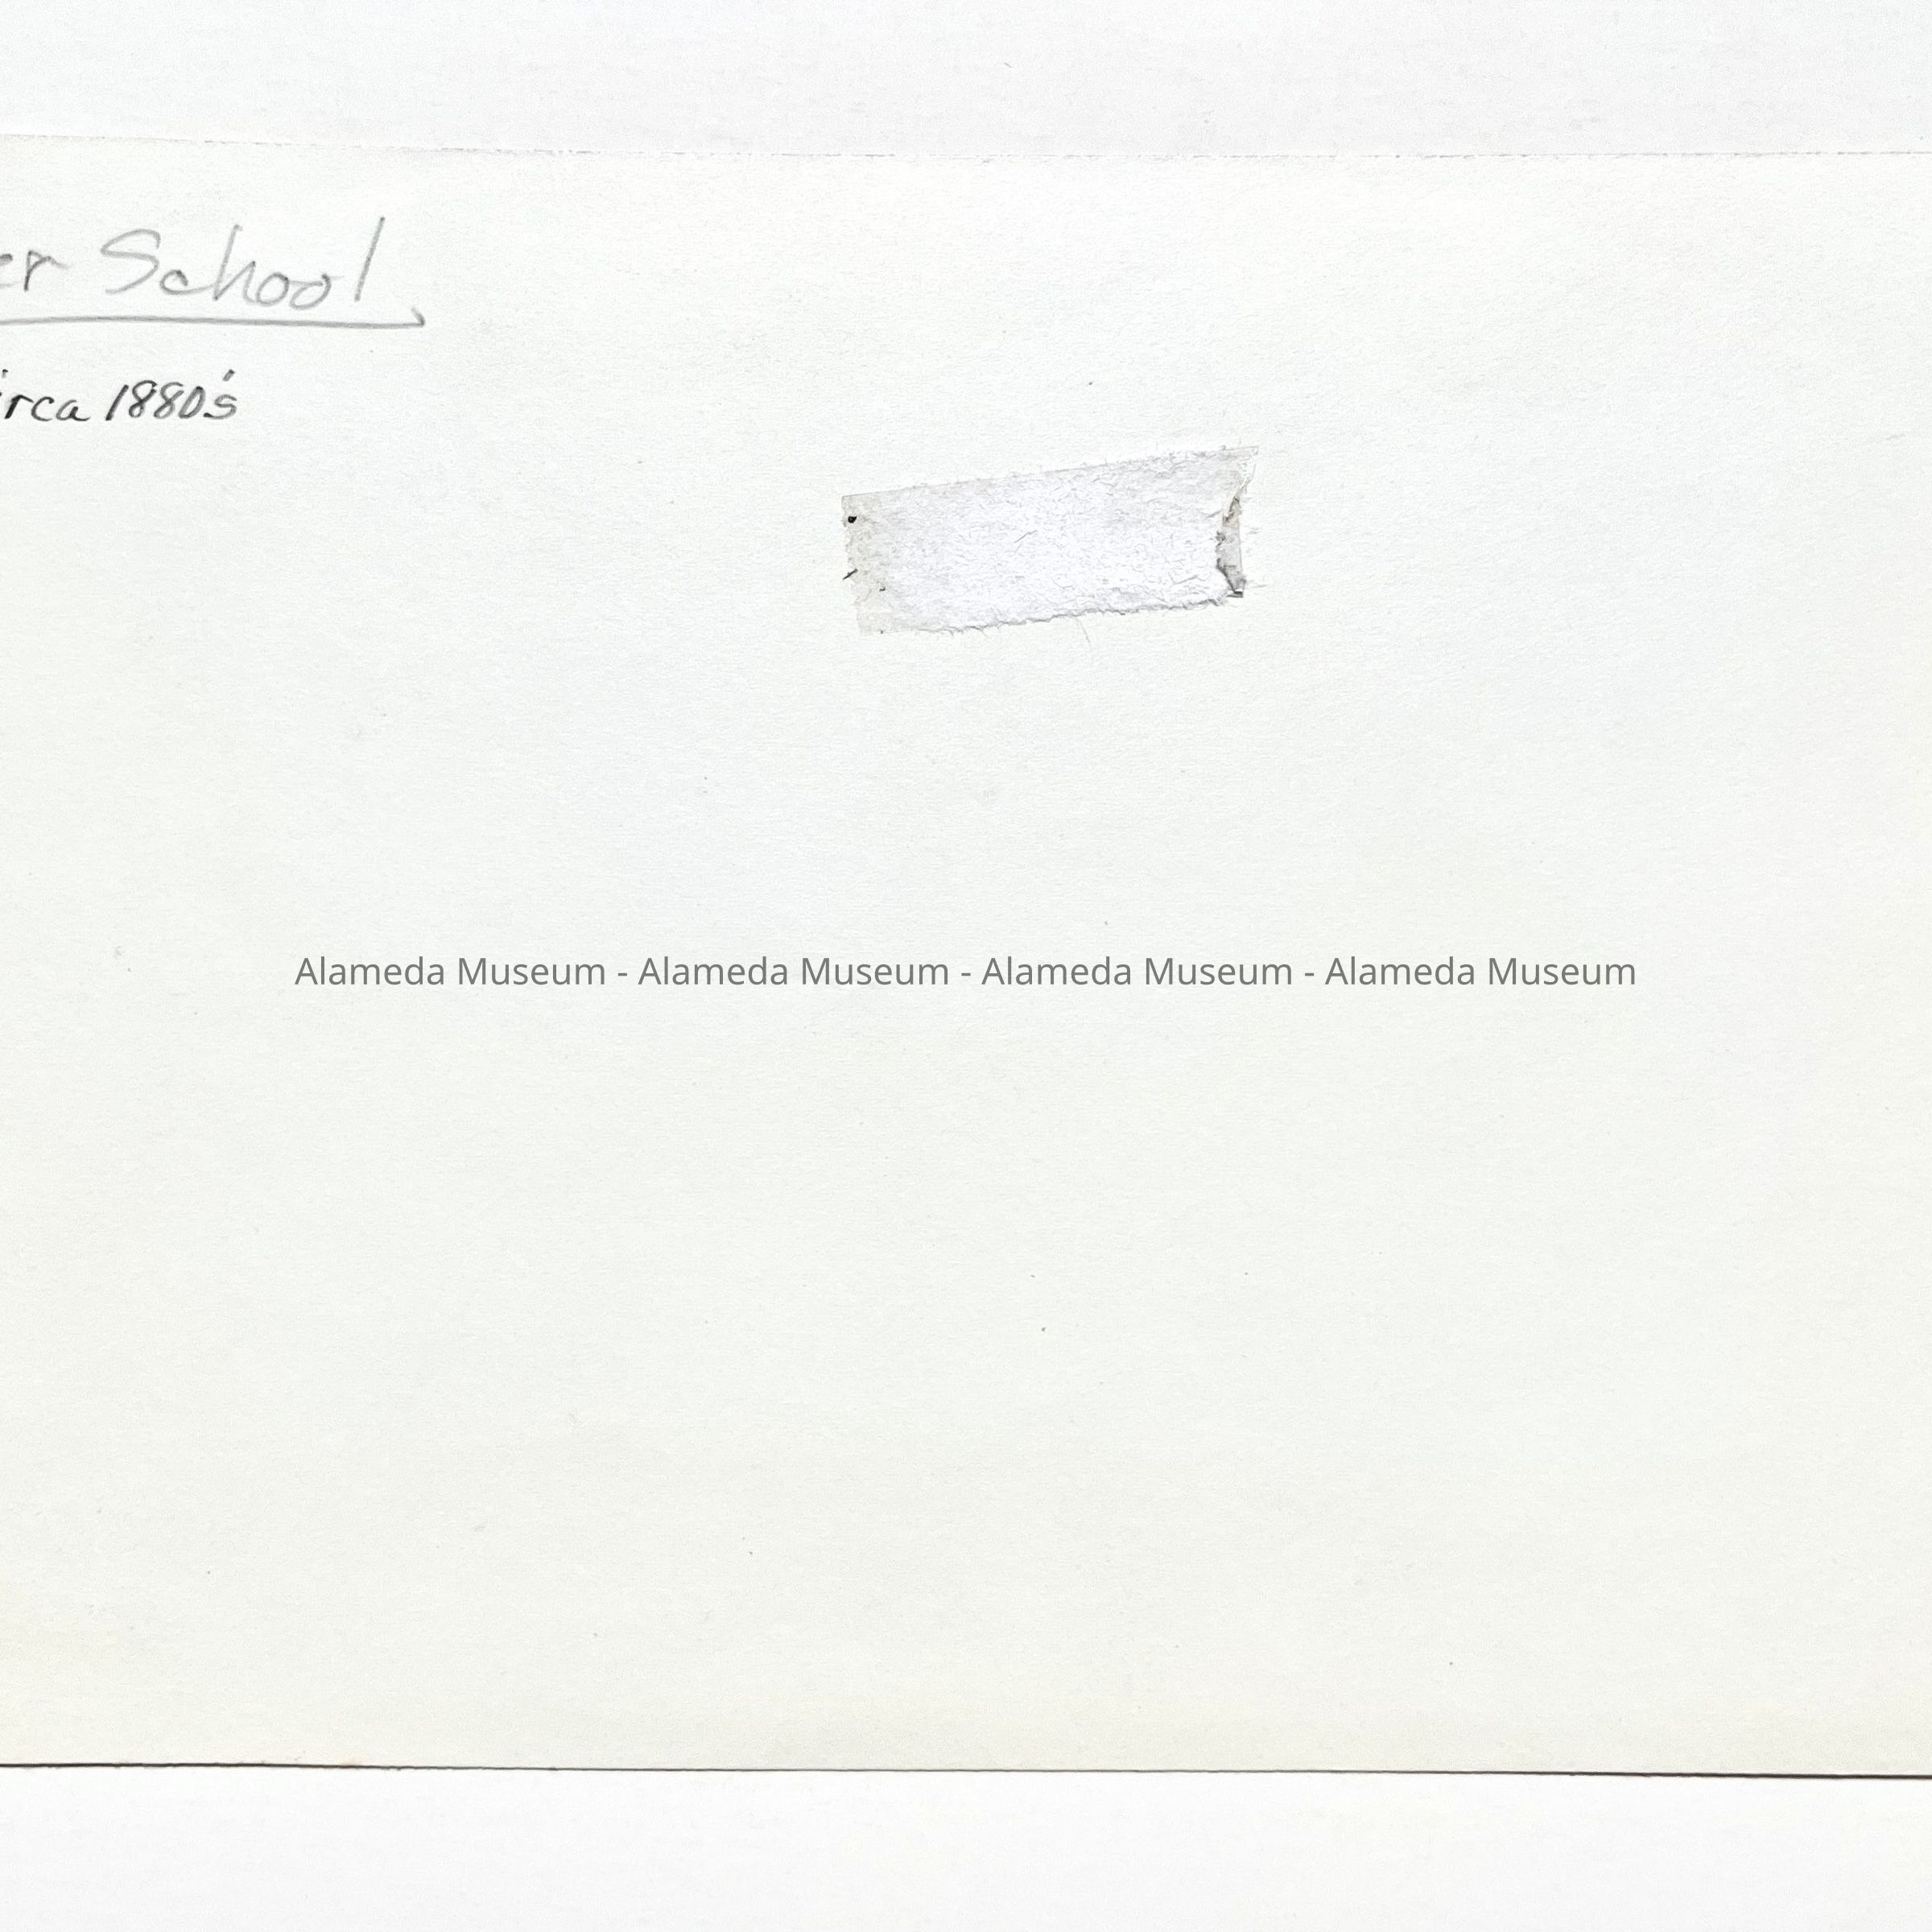 er School
irca 1880's
Alameda Museum - Alameda Museum - Alameda Museum - Alameda Museum